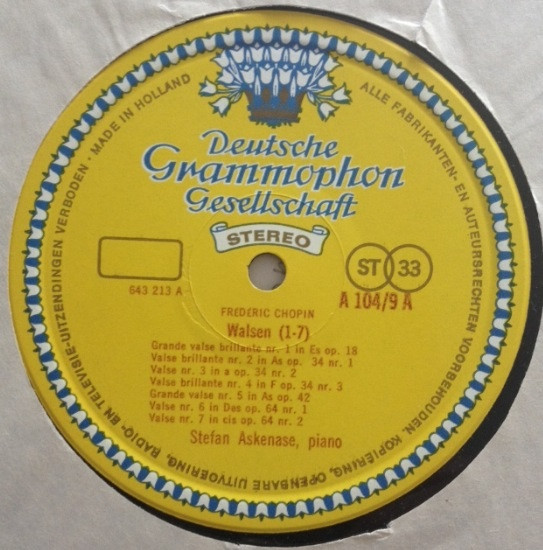 ALLE FABRIKANTEN- EN AUTEURSRECHTEN VOORBEHOUDEN. KOPIERING, OPENBARE UITVOERING, RADIO- EN TELEVISIE-UITZENDINGEN VERBODEN · MADE IN HOLLAND
Deutsche
Grammophon
Gesellschaft
STEREO
ST 33
643 213 A
A 104/9 A
FREDERIC CHOPIN
Walsen (1-7)
Grande valse brillante nr. 1 in Es op. 18
Valse brillante nr. 2 in As op. 34 nr. 1
Valse nr. 3 in a op. 34 nr. 2
Valse brillante nr. 4 in F op. 34 nr. 3
Grande valse nr. 5 in As op. 42
Valse nr. 6 in Des op. 64 nr. 1
Valse nr. 7 in cis op. 64 nr. 2
Stefan Askenase, piano